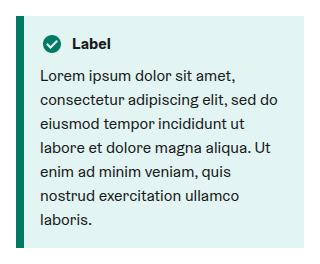 Label
Lorem ipsum dolor sit amet,
consectetur adipiscing elit, sed do
eiusmod tempor incididunt ut
labore et dolore magna aliqua. Ut
enim ad minim veniam, quis
nostrud exercitation ullamco
laboris.